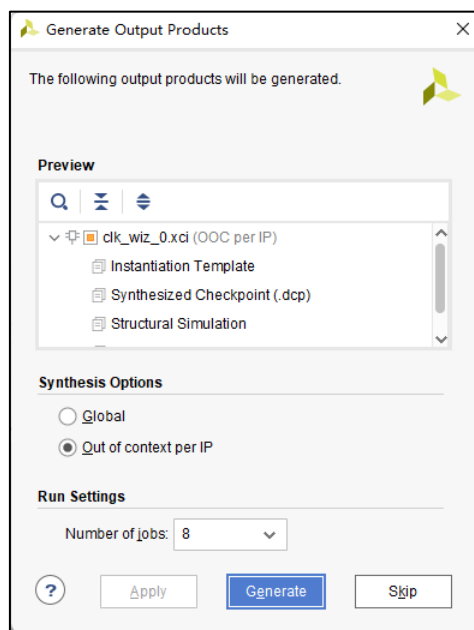 Generate Output Products
The following output products will be generated.
Preview
clk_wiz_0.xci (OOC per IP)
Instantiation Template
Synthesized Checkpoint (.dcp)
Structural Simulation
Synthesis Options
Global
Out of context per IP
Run Settings
Number of jobs: 8
? Apply Generate Skip